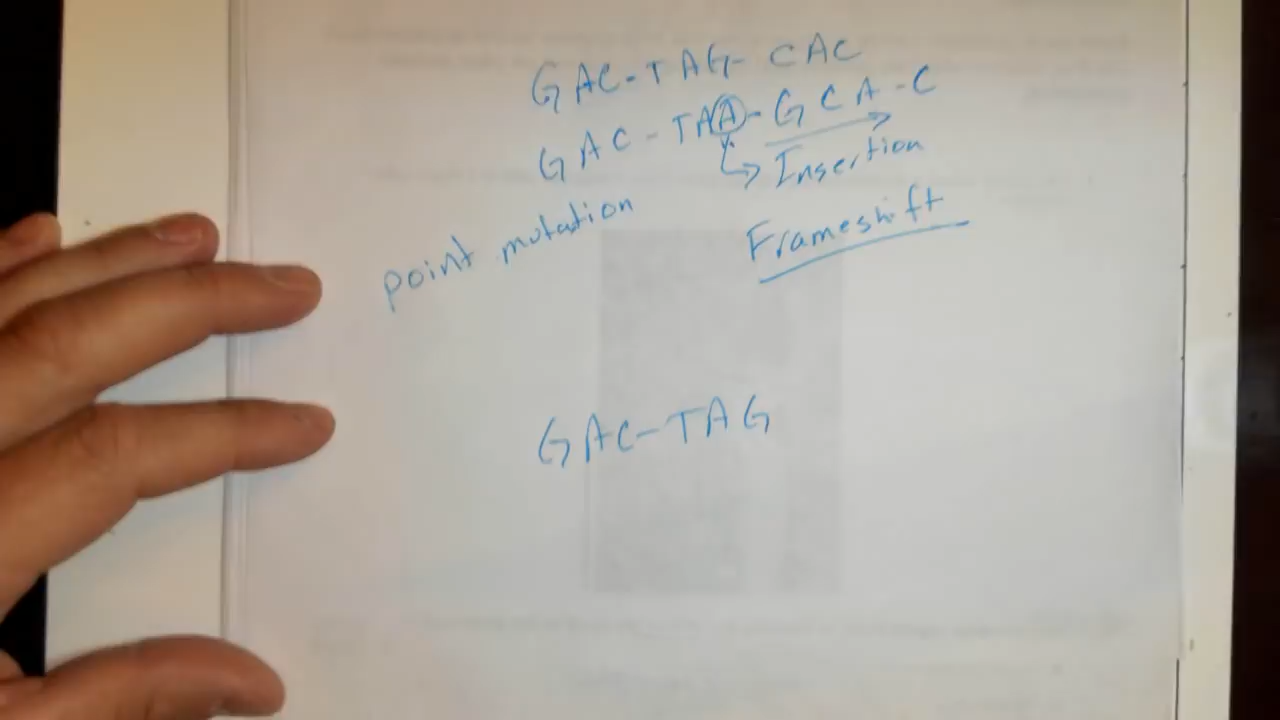 GAC-TAG-CAC
GAC-TAA-GCA-C
Insertion
point mutation
Frameshift
GAC-TAG